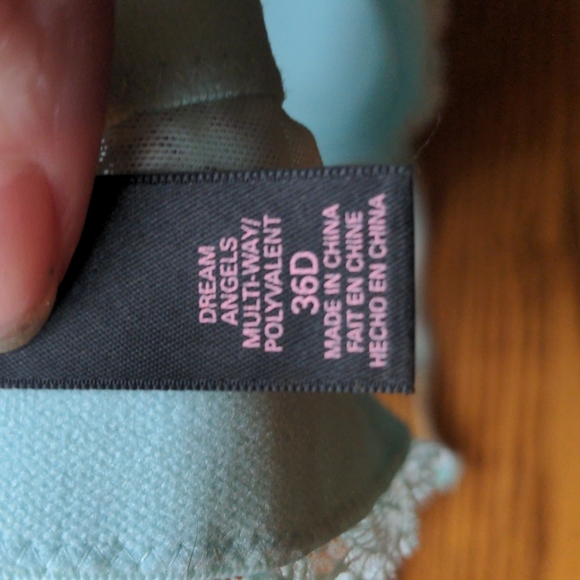 DREAM
ANGELS
MULTI-WAY/
POLYVALENT
36D
MADE IN CHINA
FAIT EN CHINE
HECHO EN CHINA